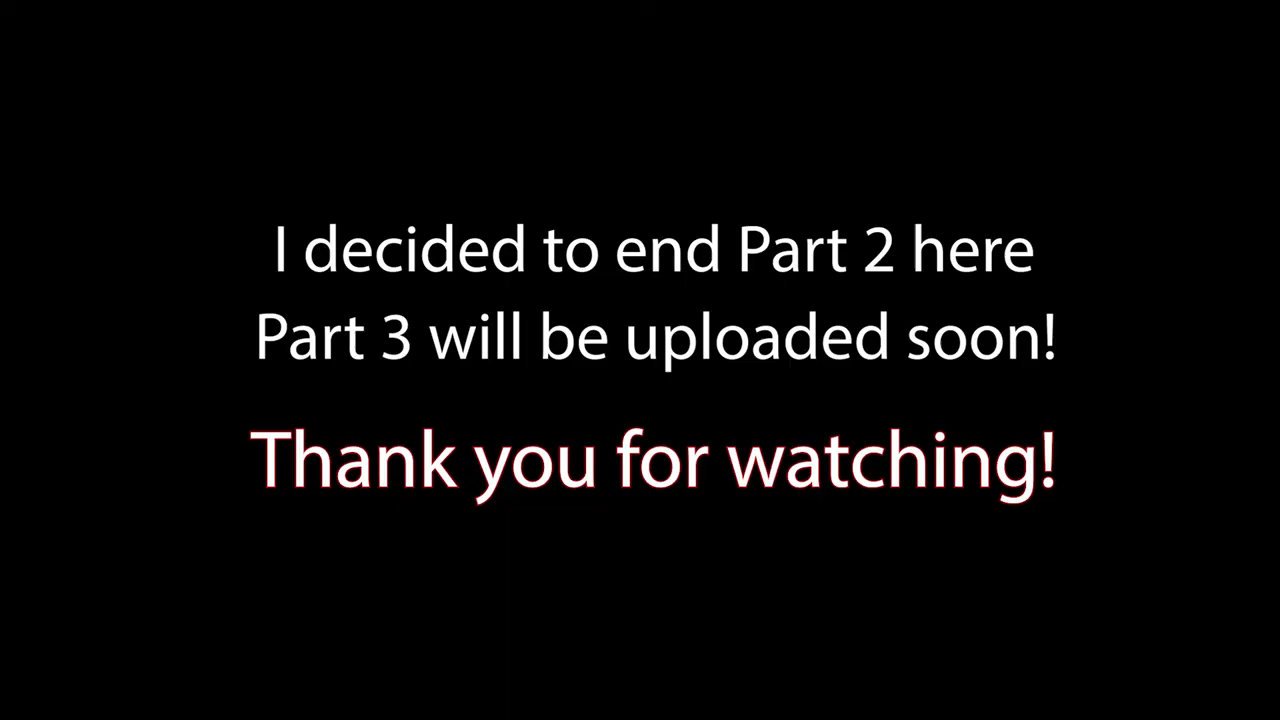 I decided to end Part 2 here
Part 3 will be uploaded soon!
Thank you for watching!